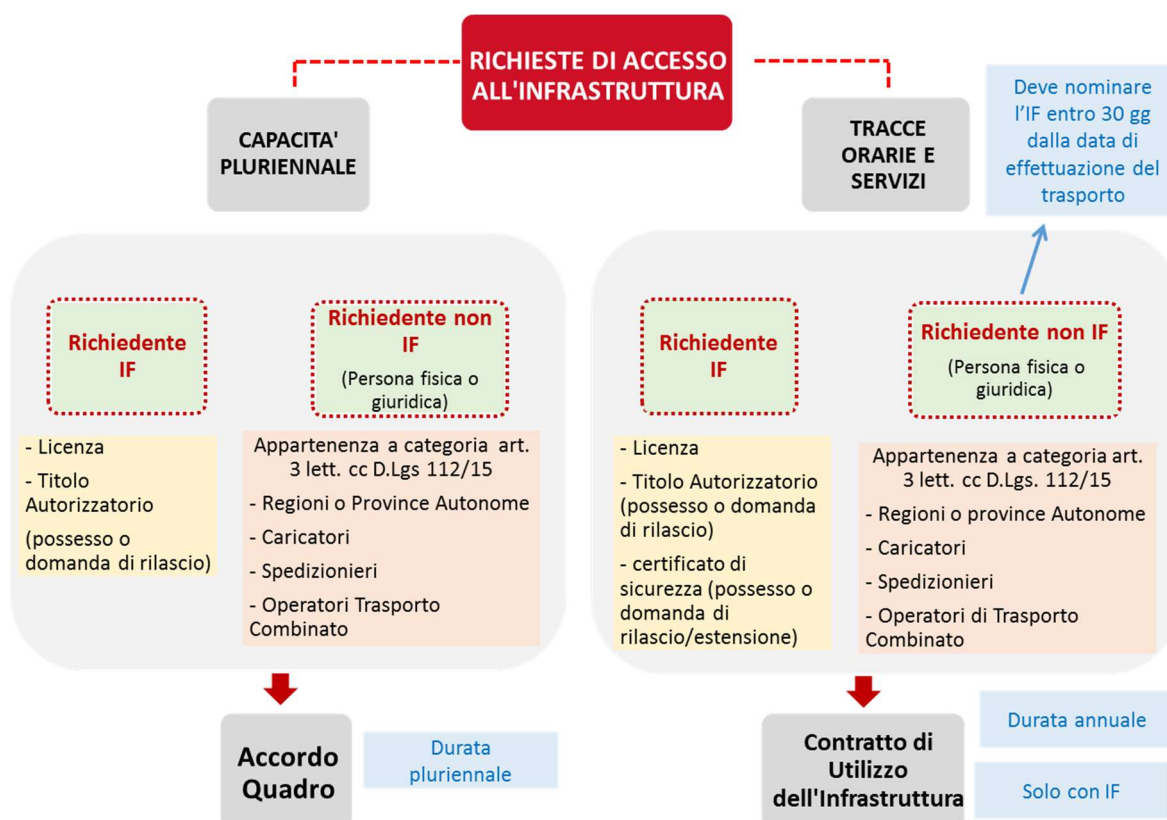 RICHIESTE DI ACCESSO
ALL'INFRASTRUTTURA
CAPACITA'
PLURIENNALE
TRACCE
ORARIE E
SERVIZI
Deve nominare
l'IF entro 30 gg
dalla data di
effettuazione del
trasporto
Richiedente
IF
Richiedente non
IF
(Persona fisica o
giuridica)
- Licenza
- Titolo
Autorizzatorio
(possesso o
domanda di rilascio)
Appartenenza a categoria art.
3 lett. cc D.Lgs 112/15
- Regioni o Province Autonome
- Caricatori
- Spedizionieri
- Operatori Trasporto
Combinato
Richiedente
IF
Richiedente non IF
(Persona fisica o
giuridica)
- Licenza
- Titolo Autorizzatorio
(possesso o domanda
di rilascio)
- certificato di
sicurezza (possesso o
domanda di
rilascio/estensione)
Appartenenza a categoria art.
3 lett. cc D.Lgs. 112/15
- Regioni o province Autonome
- Caricatori
- Spedizionieri
- Operatori di Trasporto
Combinato
Accordo
Quadro
Durata
pluriennale
Contratto di
Utilizzo
dell'Infrastruttura
Durata annuale
Solo con IF